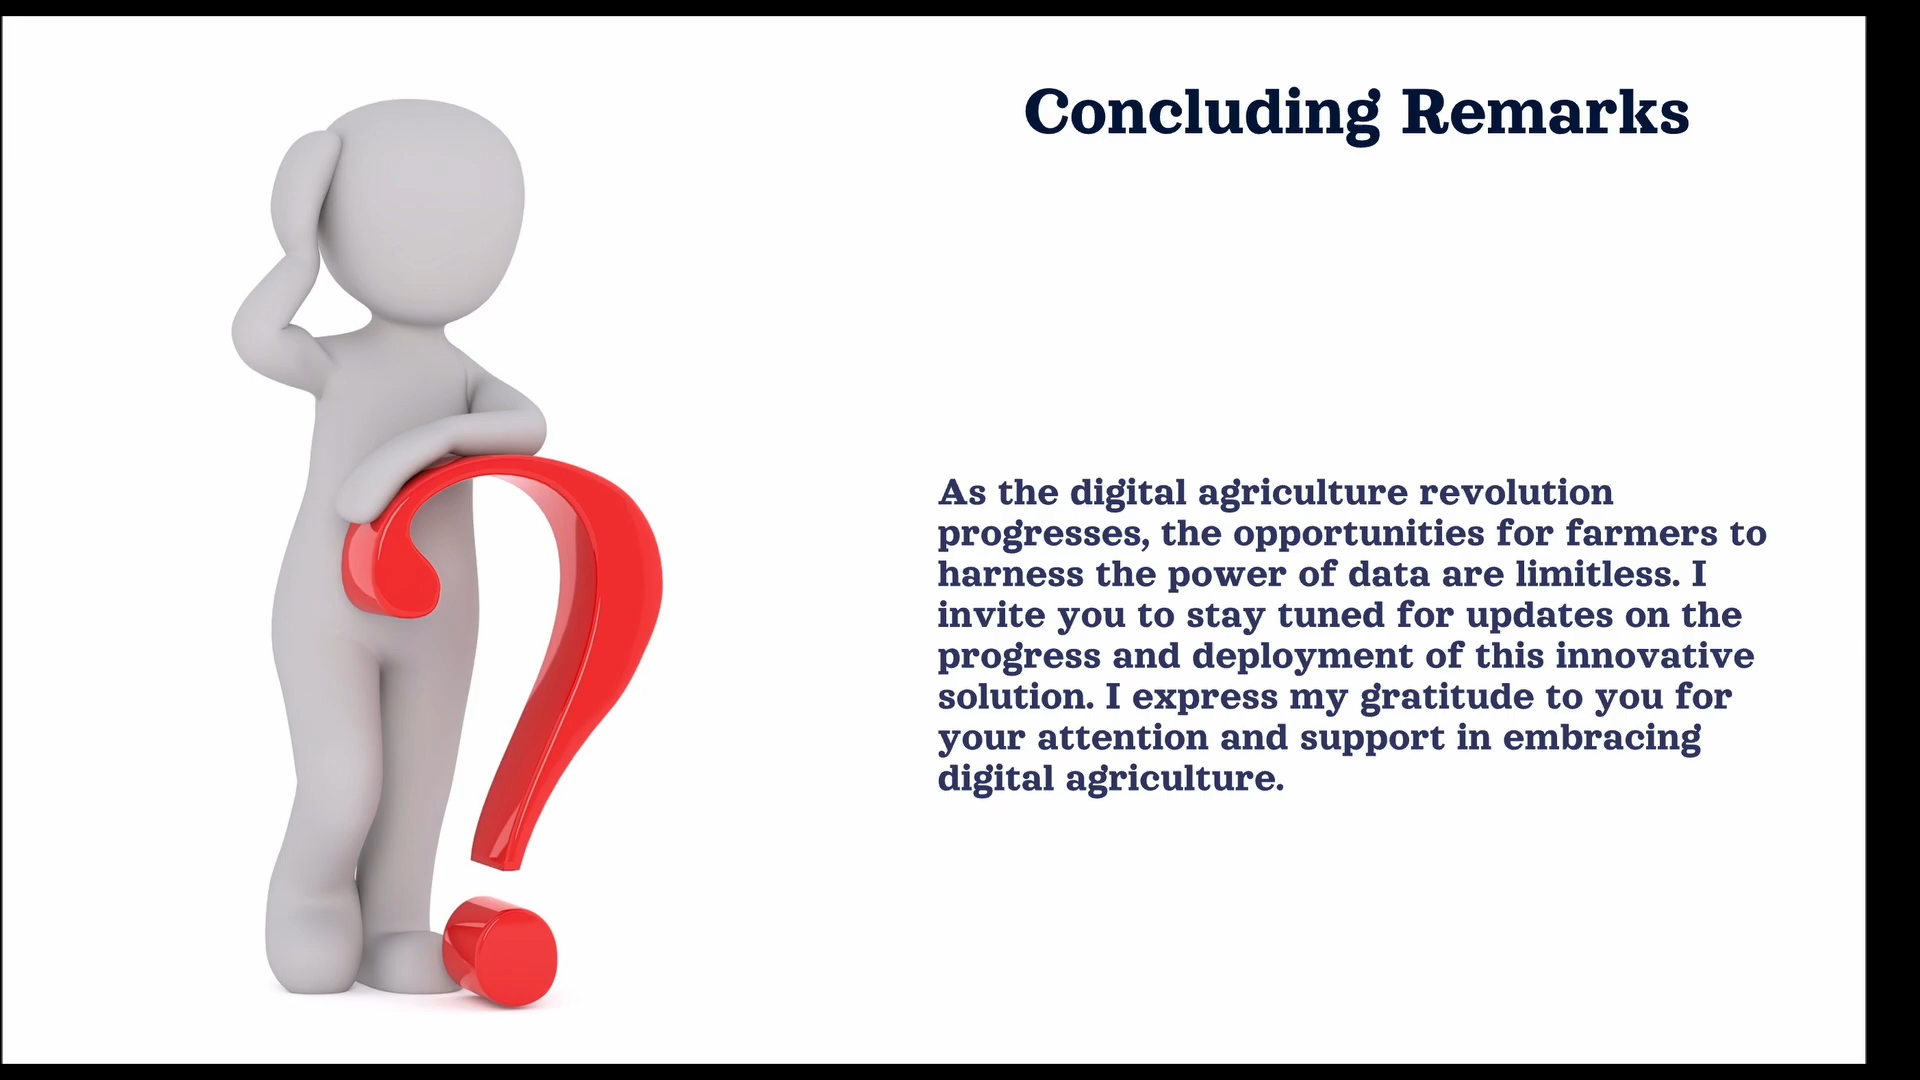 Concluding Remarks
As the digital agriculture revolution
progresses, the opportunities for farmers to
harness the power of data are limitless. I
invite you to stay tuned for updates on the
progress and deployment of this innovative
solution. I express my gratitude to you for
your attention and support in embracing
digital agriculture.